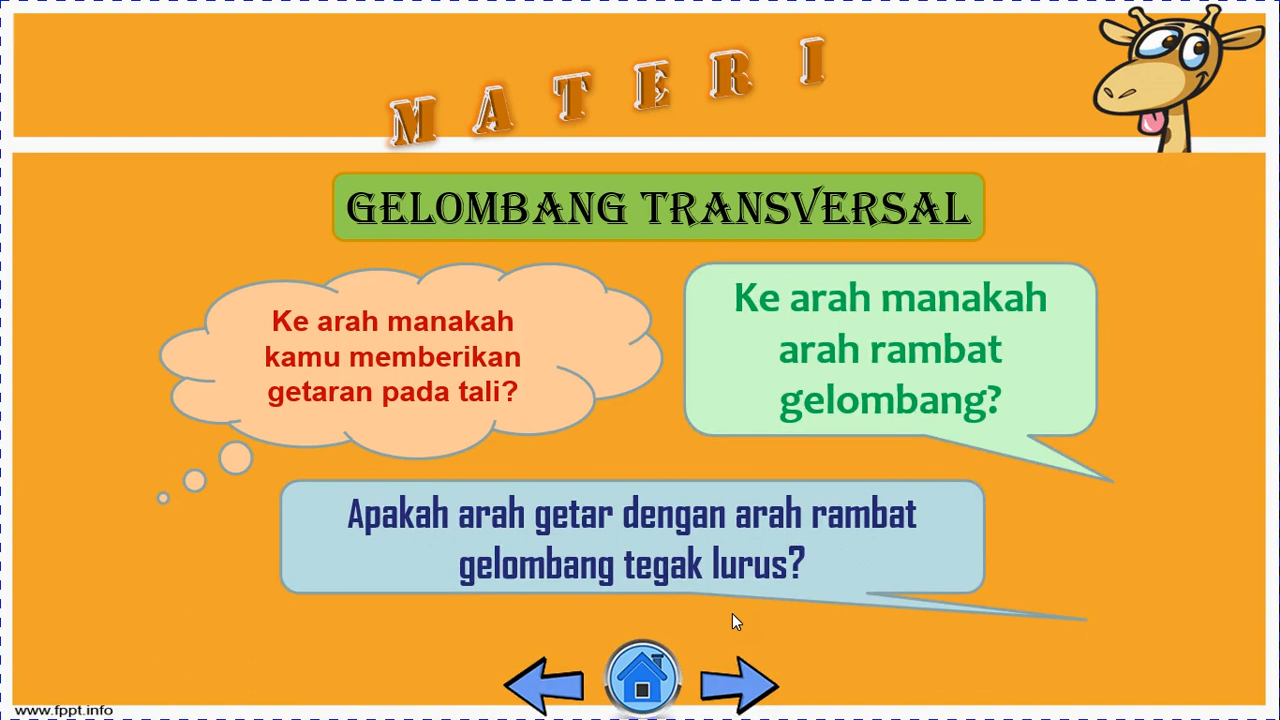 MATERI
GELOMBANG TRANSVERSAL
Ke arah manakah
kamu memberikan
getaran pada tali?
Ke arah manakah
arah rambat
gelombang?
Apakah arah getar dengan arah rambat
gelombang tegak lurus?
www.fppt.info